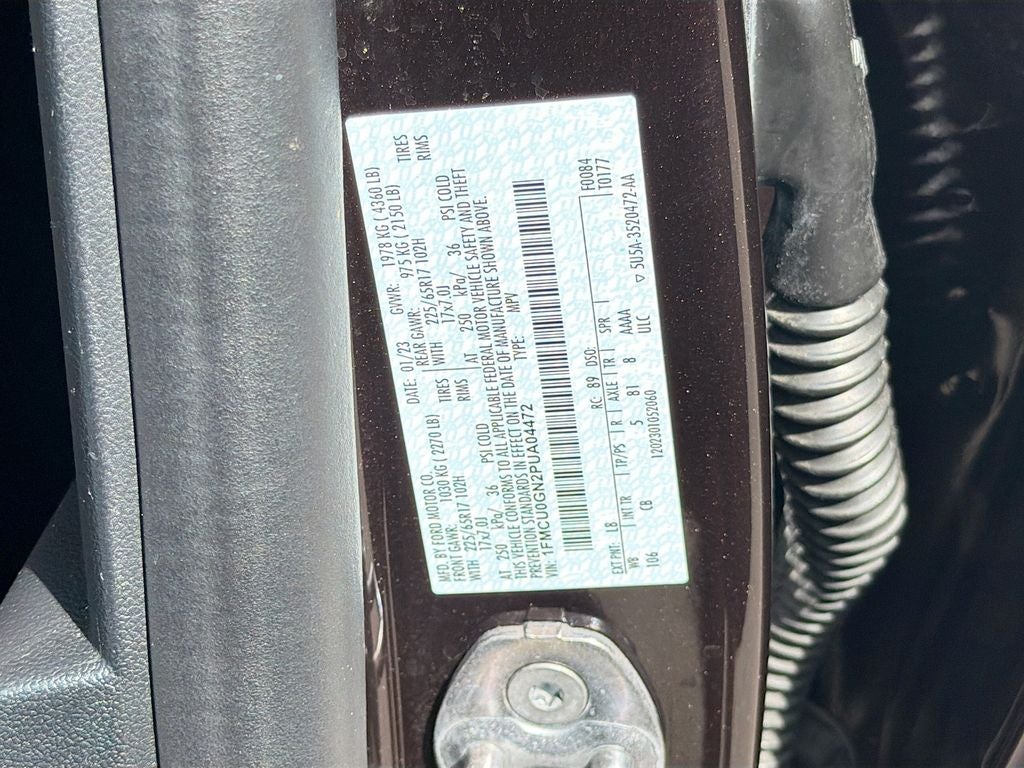 MFD. BY FORD MOTOR CO. DATE: 01/23 GVWR: 1978 KG ( 4360 LB)
FRONT GAWR: 1030 KG ( 2270 LB) REAR GAWR: 975 KG ( 2150 LB)
WITH 225/65R17 102H TIRES WITH 225/65R17 102H TIRES
17x7.0J RIMS 17x7.0J RIMS
AT 250 kPa/ 36 PSI COLD AT 250 kPa/ 36 PSI COLD
THIS VEHICLE CONFORMS TO ALL APPLICABLE FEDERAL MOTOR VEHICLE SAFETY AND THEFT
PREVENTION STANDARDS IN EFFECT ON THE DATE OF MANUFACTURE SHOWN ABOVE.
VIN: 1FMCU0GN2PUA04472 TYPE: MPV
F0084
T0177
EXT PNT: L8 RC: 89 DSO:
WB INT TR TP/PS R AXLE TR SPR
106 CB 5 81 8 AAAA
1202301052060 ULC
▽ 5U5A-3520472-AA